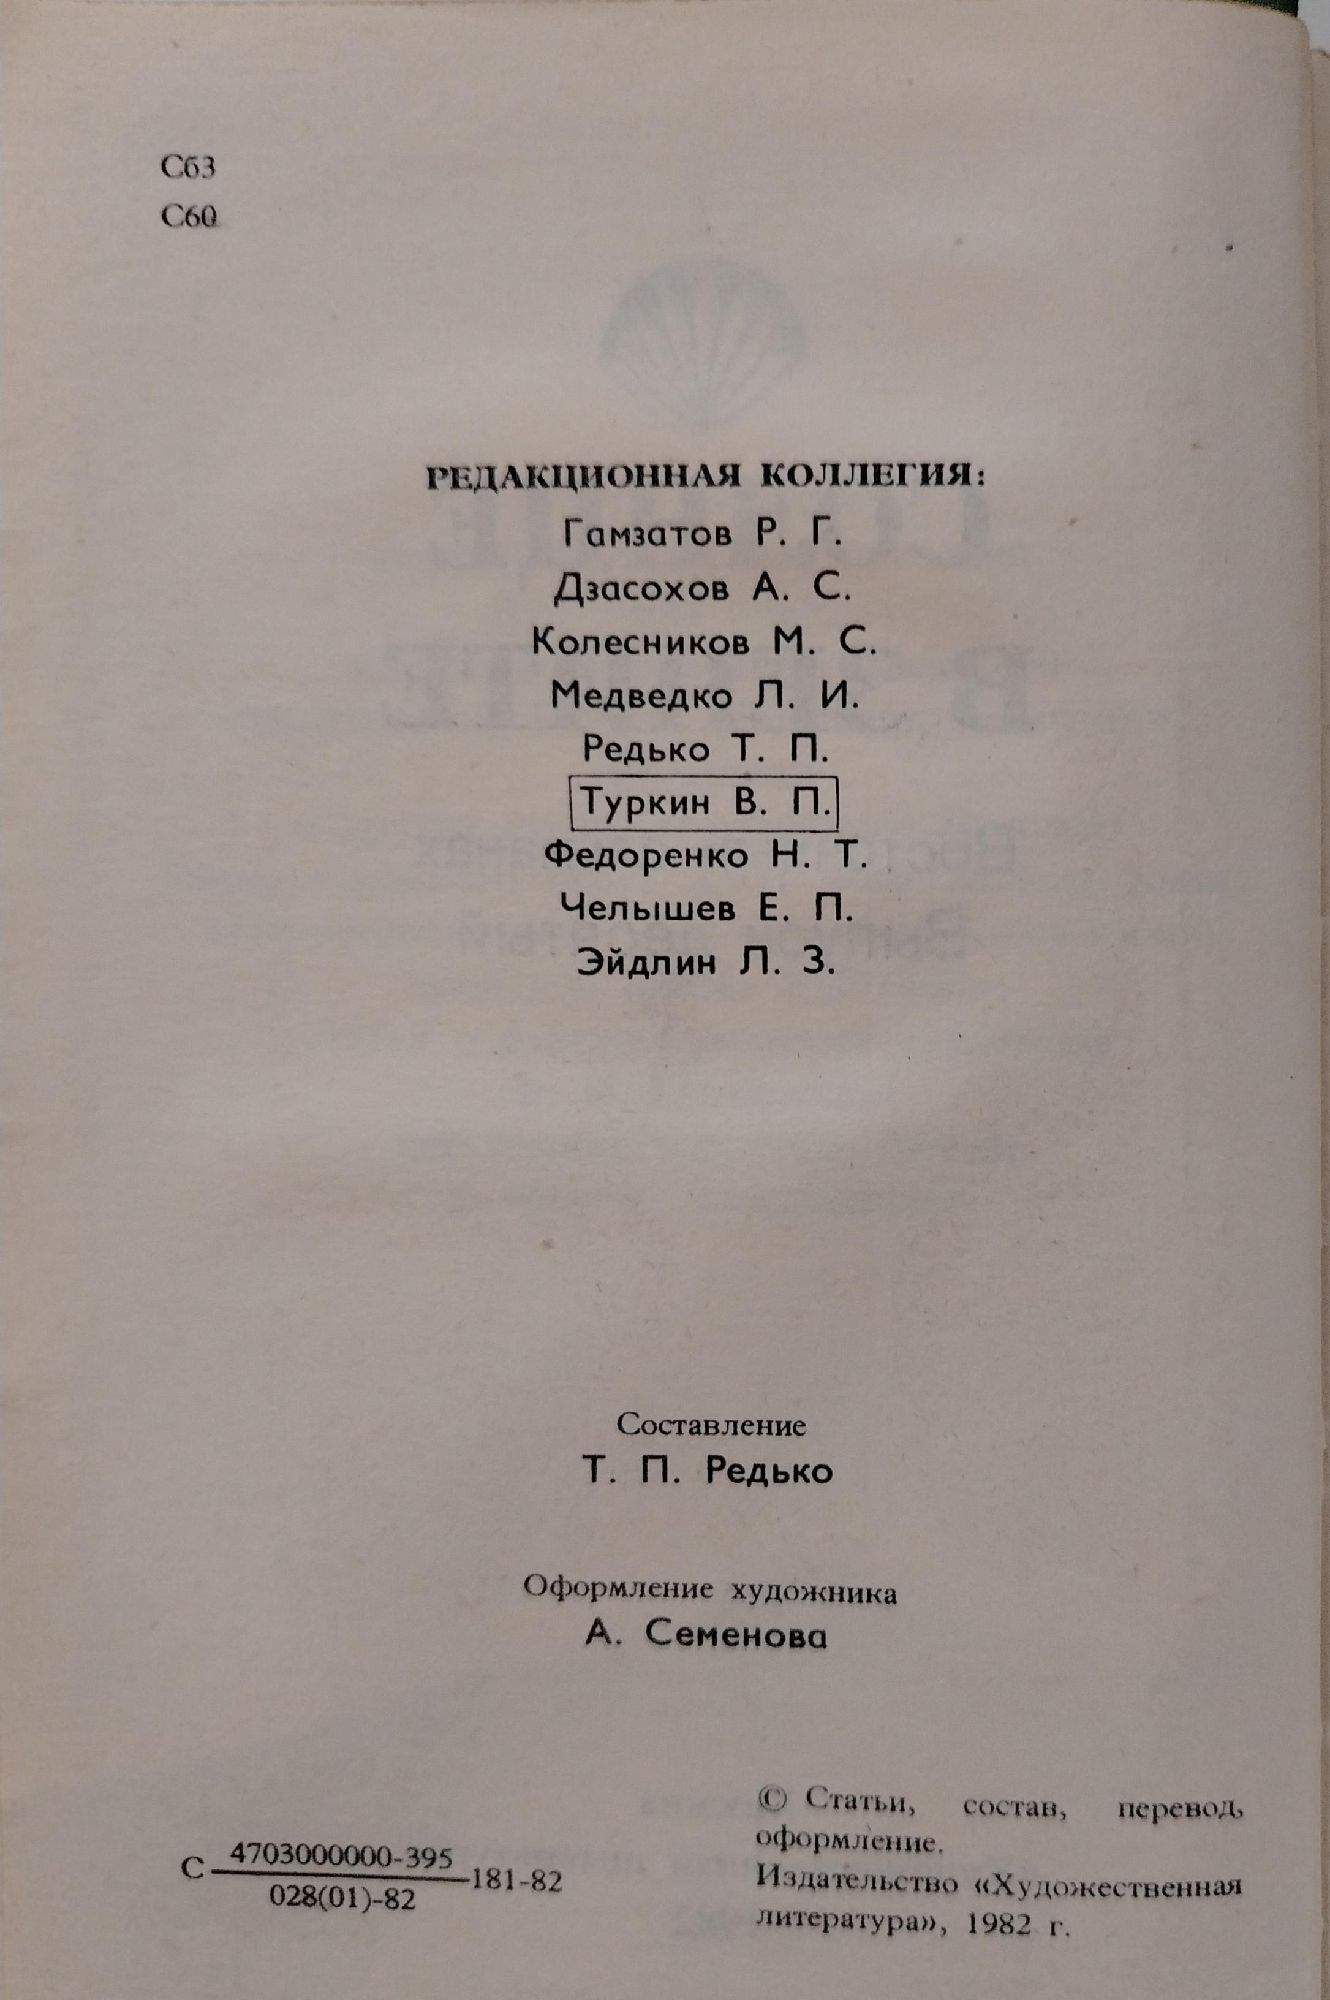 С63
С60
РЕДАКЦИОННАЯ КОЛЛЕГИЯ:
Гамзатов Р. Г.
Дзасохов А. С.
Колесников М. С.
Медведко Л. И.
Редько Т. П.
Туркин В. П.
Федоренко Н. Т.
Челышев Е. П.
Эйдлин Л. З.
Составление
Т. П. Редько
Оформление художника
А. Семенова
С 4703000000-395 181-82
028(01)-82
© Статьи, состав, перевод,
оформление.
Издательство «Художественная
литература», 1982 г.